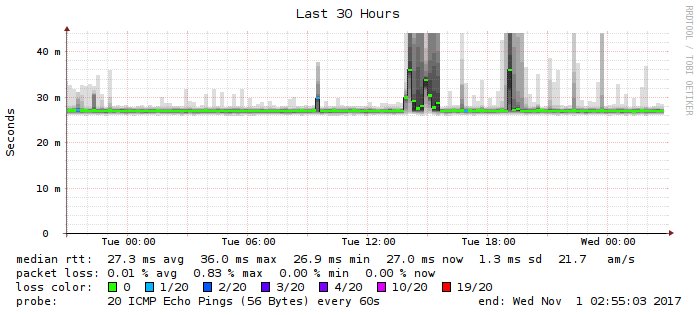 Last 30 Hours
RRDTOOL / TOBI OETIKER
Seconds
40 m
30 m
20 m
10 m
0
Tue 00:00 Tue 06:00 Tue 12:00 Tue 18:00 Wed 00:00
median rtt: 27.3 ms avg 36.0 ms max 26.9 ms min 27.0 ms now 1.3 ms sd 21.7 am/s
packet loss: 0.01 % avg 0.83 % max 0.00 % min 0.00 % now
loss color: 0 1/20 2/20 3/20 4/20 10/20 19/20
probe: 20 ICMP Echo Pings (56 Bytes) every 60s end: Wed Nov 1 02:55:03 2017